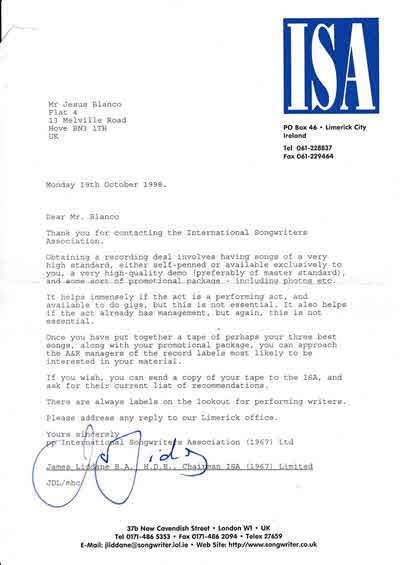 ISA
PO Box 46 • Limerick City
Ireland
Tel 061-228837
Fax 061-229464
Mr Jesus Blanco
Flat 4
13 Melville Road
Hove BN3 1TH
UK
Monday 19th October 1998.
Dear Mr. Blanco
Thank you for contacting the International Songwriters
Association.
Obtaining a recording deal involves having songs of a very
high standard, either self-penned or available exclusively to
you, a very high-quality demo (preferably of master standard),
and some sort of promotional package - including photos etc.
It helps immensely if the act is a performing act, and
available to do gigs, but this is not essential. It also helps
if the act already has management, but again, this is not
essential.
Once you have put together a tape of perhaps your three best
songs, along with your promotional package, you can approach
the A&R managers of the record labels most likely to be
interested in your material.
If you wish, you can send a copy of your tape to the ISA, and
ask for their current list of recommendations.
There are always labels on the lookout for performing writers.
Please address any reply to our Limerick office.
Yours sincerely
pp International Songwriters Association (1967) Ltd
James Liddane B.A., H.D.E., Chairman ISA (1967) Limited
JDL/mhc
37b New Cavendish Street • London W1 • UK
Tel 0171-486 5353 • Fax 0171-486 2094 • Telex 27659
E-Mail: jliddane@songwriter.iol.ie • Web Site: http://www.songwriter.co.uk